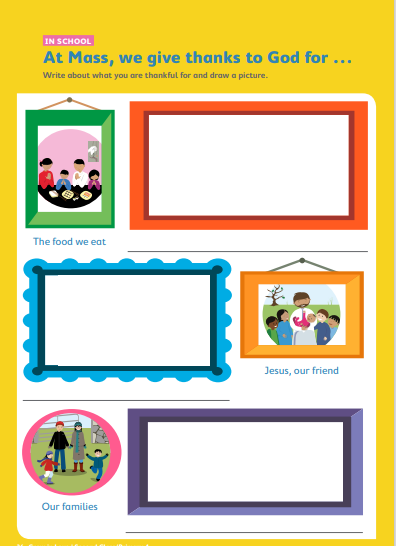 IN SCHOOL
At Mass, we give thanks to God for ...
Write about what you are thankful for and draw a picture.
The food we eat
Jesus, our friend
Our families